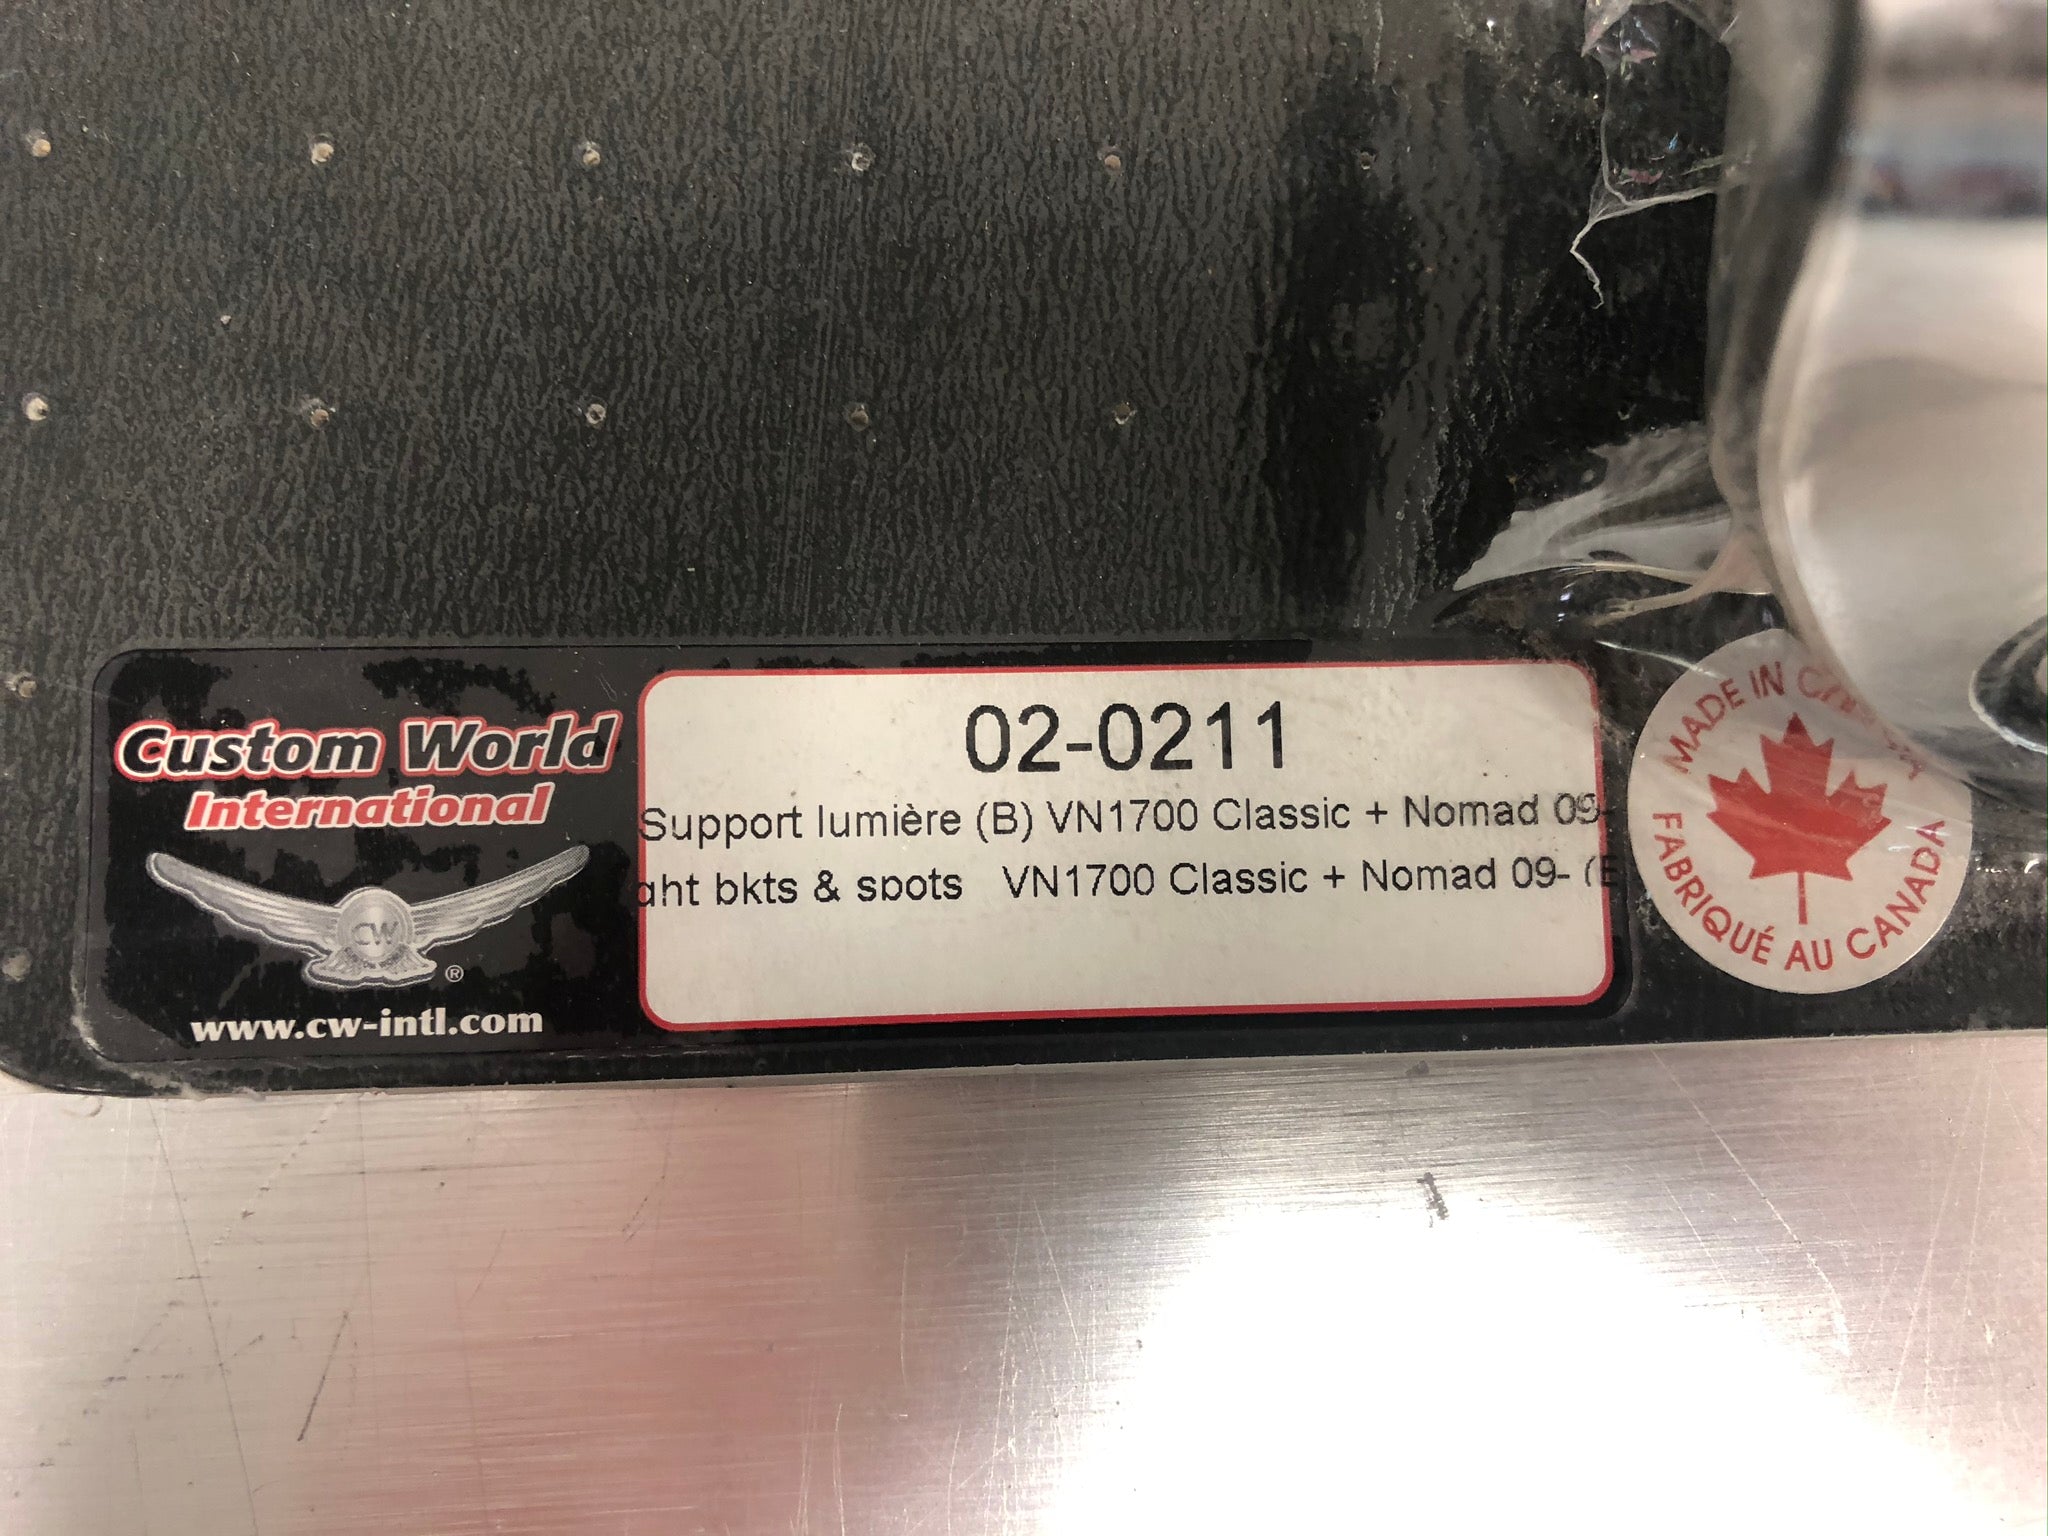 Custom World
International
CW
®
www.cw-intl.com
02-0211
Support lumière (B) VN1700 Classic + Nomad 09-
bkts & spots VN1700 Classic + Nomad 09-
MADE IN
FABRIQUÉ AU CANADA